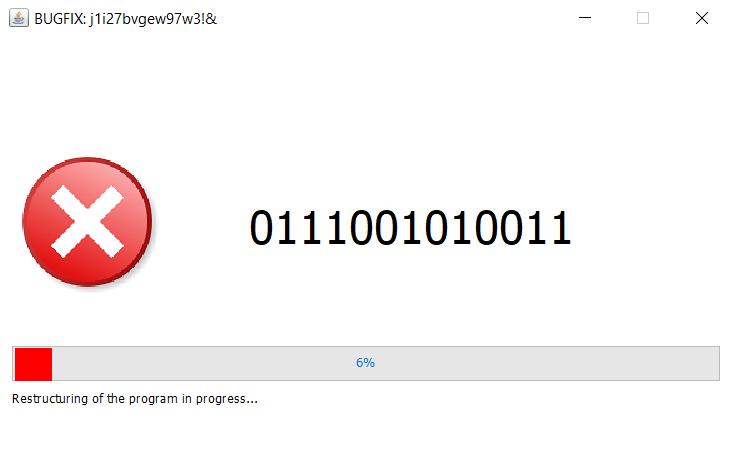 BUGFIX: j1i27bvgew97w3!&
0111001010011
6%
Restructuring of the program in progress...